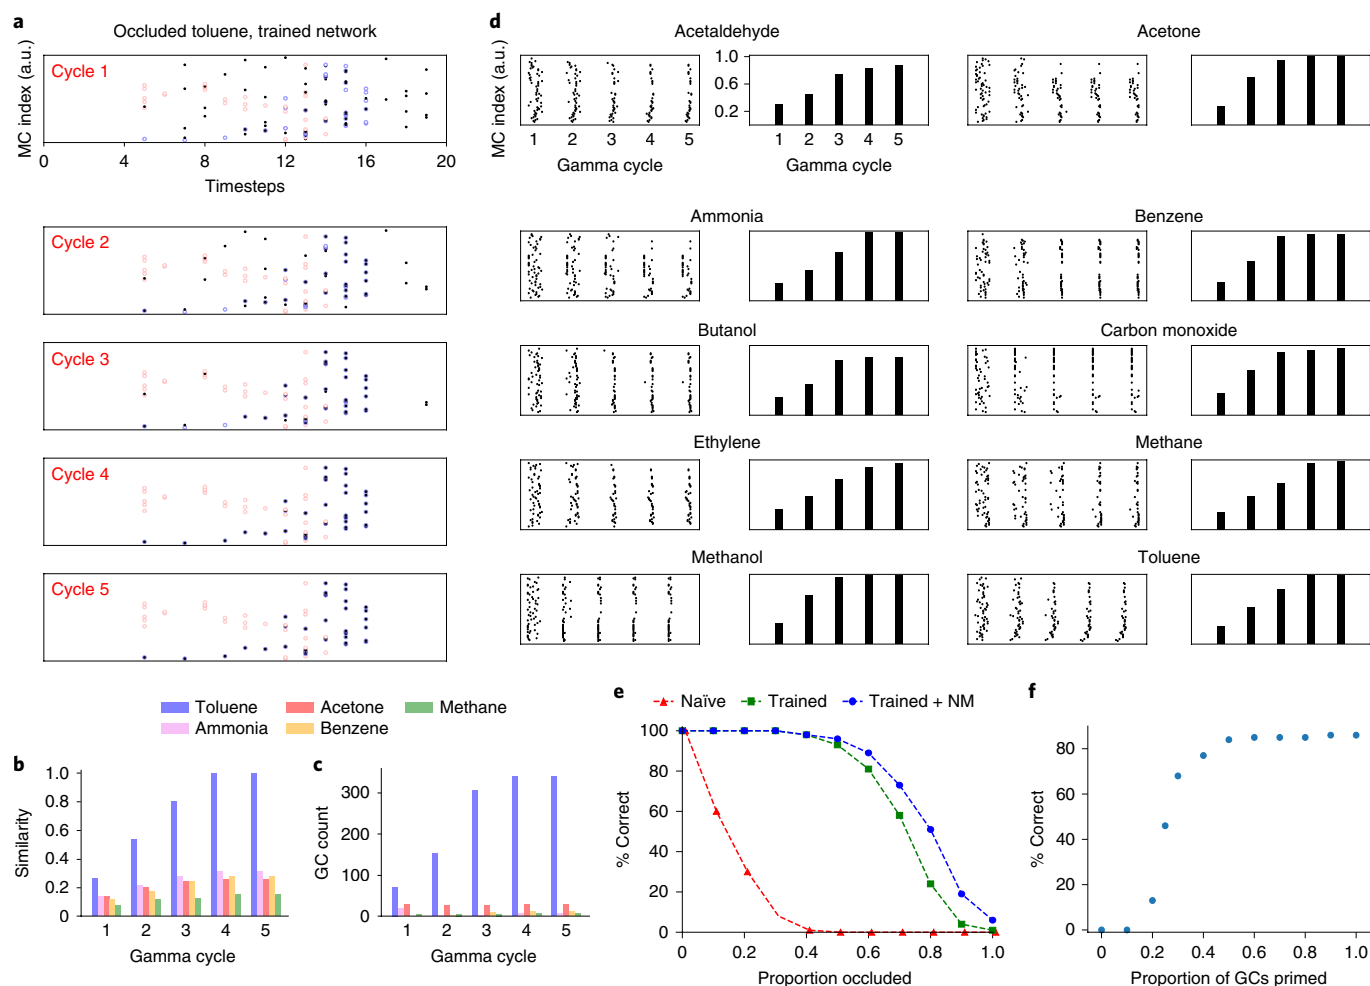 a
Occluded toluene, trained network
MC index (a.u.)
Cycle 1
0 4 8 12 16 20
Timesteps
Cycle 2
Cycle 3
Cycle 4
Cycle 5
d
Acetaldehyde
Acetone
MC index (a.u.)
1.0
0.6
0.2
1 2 3 4 5
1 2 3 4 5
Gamma cycle
Gamma cycle
Ammonia
Benzene
Butanol
Carbon monoxide
Ethylene
Methane
Methanol
Toluene
Toluene
Acetone
Methane
Ammonia
Benzene
b
Similarity
1.0
0.8
0.6
0.4
0.2
0
1 2 3 4 5
Gamma cycle
c
GC count
300
200
100
0
1 2 3 4 5
Gamma cycle
e
Naïve
Trained
Trained + NM
% Correct
100
80
60
40
20
0
0 0.2 0.4 0.6 0.8 1.0
Proportion occluded
f
% Correct
80
60
40
20
0
0 0.2 0.4 0.6 0.8 1.0
Proportion of GCs primed